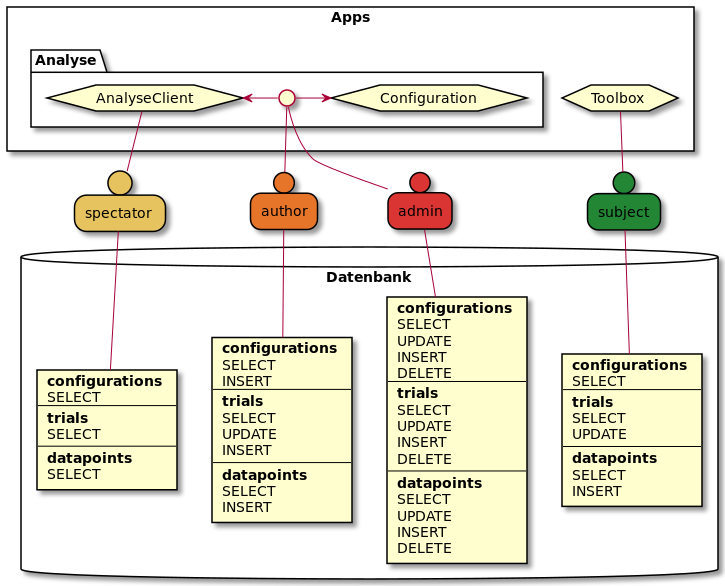 Apps
Analyse
AnalyseClient
Configuration
Toolbox
spectator
author
admin
subject
Datenbank
configurations
SELECT
trials
SELECT
datapoints
SELECT
configurations
SELECT
INSERT
trials
SELECT
UPDATE
INSERT
datapoints
SELECT
INSERT
configurations
SELECT
UPDATE
INSERT
DELETE
trials
SELECT
UPDATE
INSERT
DELETE
datapoints
SELECT
UPDATE
INSERT
DELETE
configurations
SELECT
trials
SELECT
UPDATE
datapoints
SELECT
INSERT